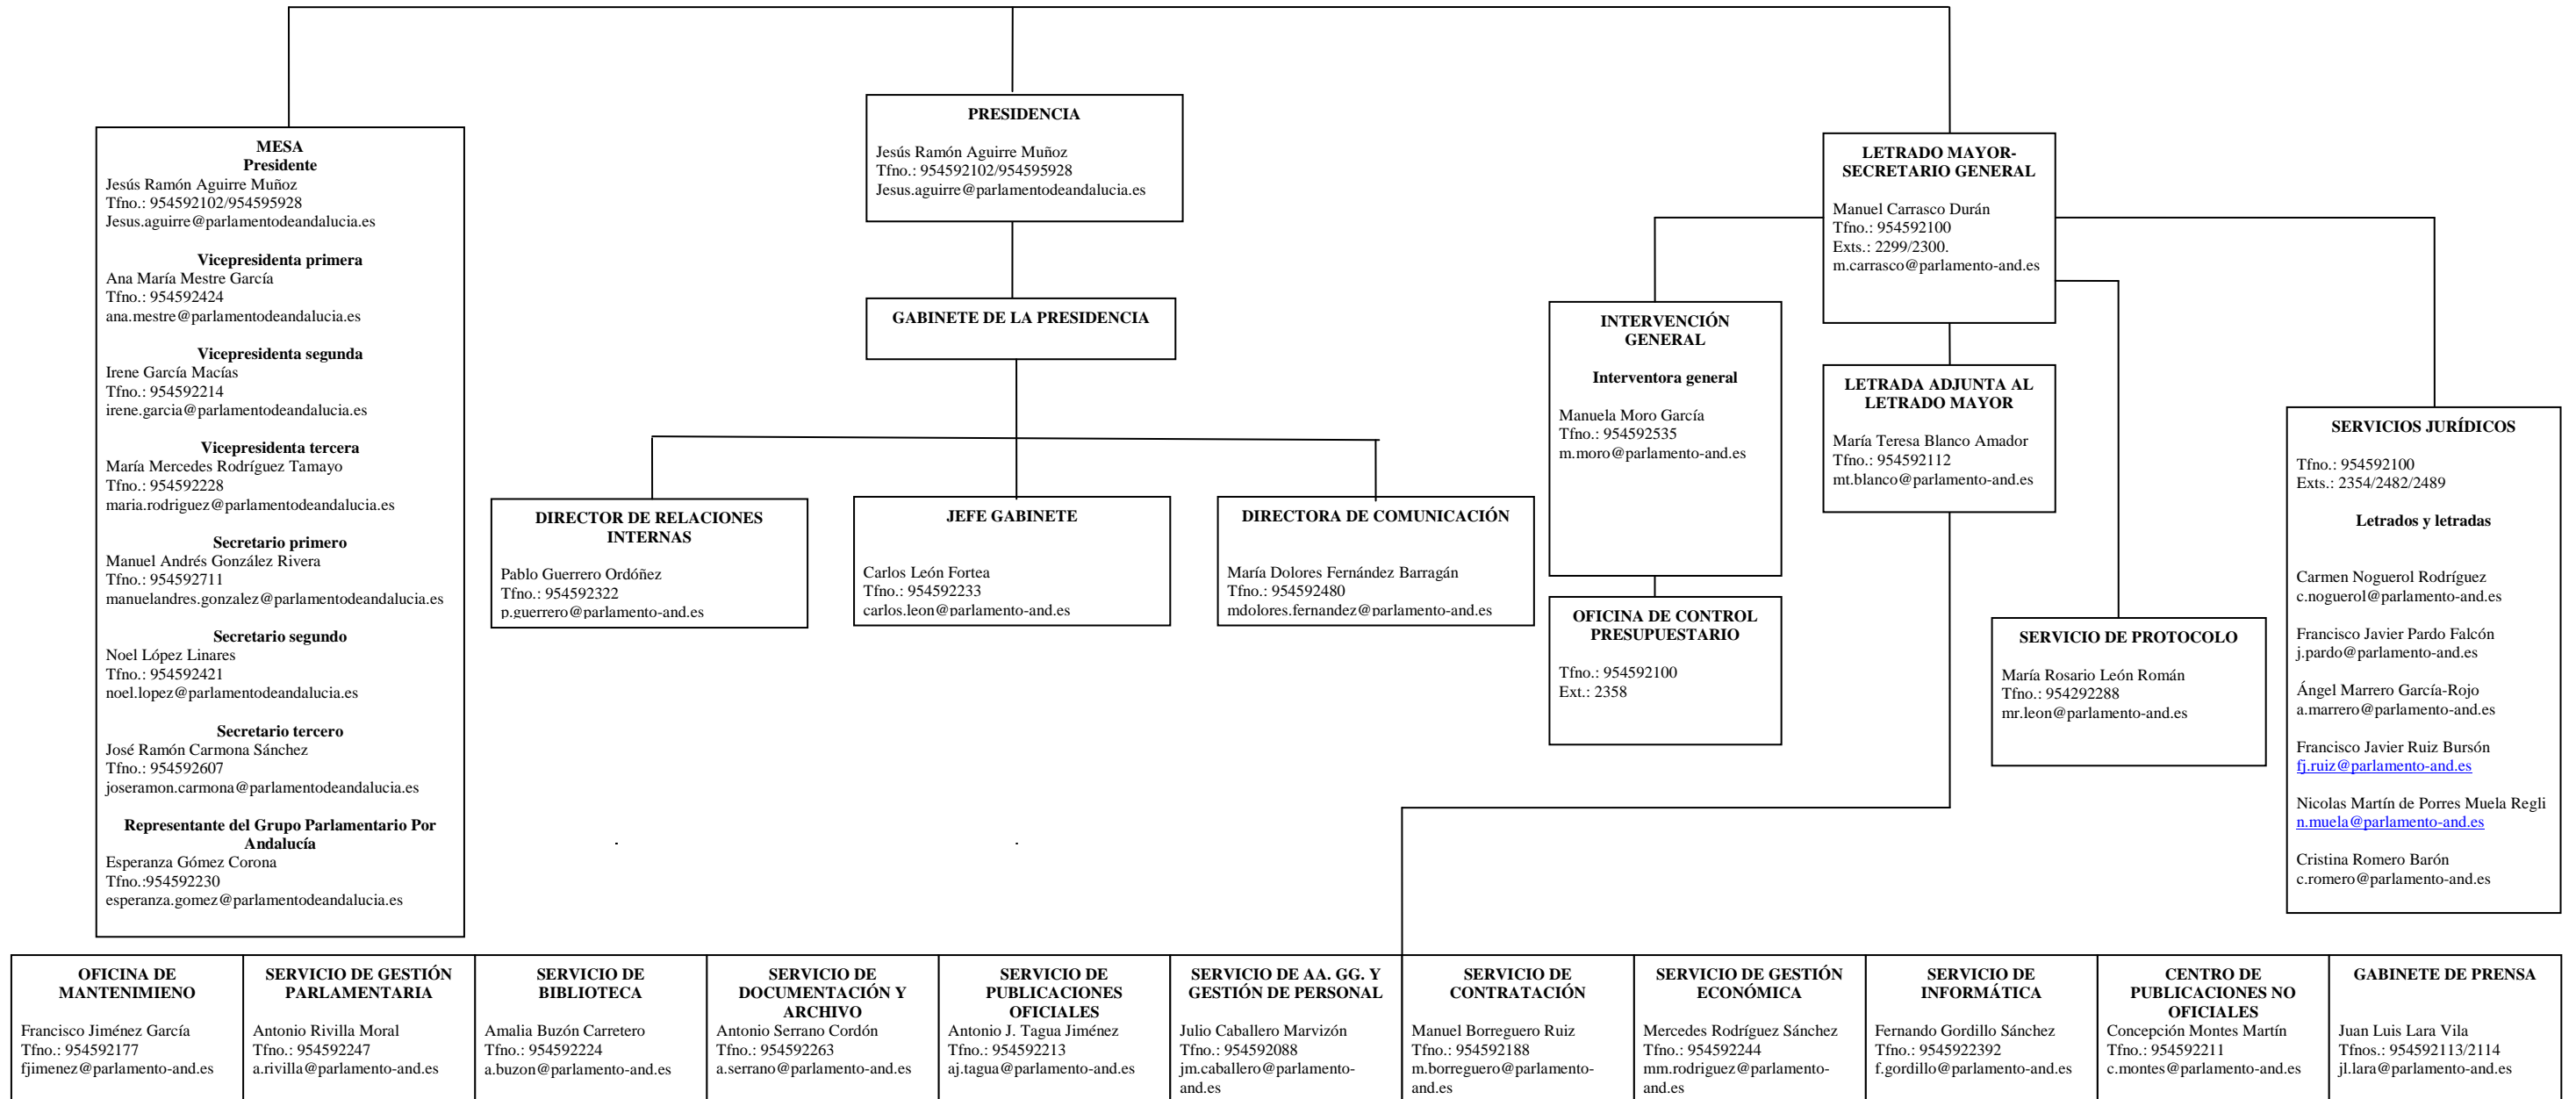 MESA
Presidente
Jesús Ramón Aguirre Muñoz
Tfno.: 954592102/954595928
Jesus.aguirre@parlamentodeandalucia.es
Vicepresidenta primera
Ana María Mestre García
Tfno.: 954592424
ana.mestre@parlamentodeandalucia.es
Vicepresidenta segunda
Irene García Macías
Tfno.: 954592214
irene.garcia@parlamentodeandalucia.es
Vicepresidenta tercera
María Mercedes Rodríguez Tamayo
Tfno.: 954592228
maria.rodriguez@parlamentodeandalucia.es
Secretario primero
Manuel Andrés González Rivera
Tfno.: 954592711
manuelandres.gonzalez@parlamentodeandalucia.es
Secretario segundo
Noel López Linares
Tfno.: 954592421
noel.lopez@parlamentodeandalucia.es
Secretario tercero
José Ramón Carmona Sánchez
Tfno.: 954592607
joseramon.carmona@parlamentodeandalucia.es
Representante del Grupo Parlamentario Por
Andalucía
Esperanza Gómez Corona
Tfno.:954592230
esperanza.gomez@parlamentodeandalucia.es
PRESIDENCIA
Jesús Ramón Aguirre Muñoz
Tfno.: 954592102/954595928
Jesus.aguirre@parlamentodeandalucia.es
GABINETE DE LA PRESIDENCIA
DIRECTOR DE RELACIONES
INTERNAS
Pablo Guerrero Ordóñez
Tfno.: 954592322
p.guerrero@parlamento-and.es
JEFE GABINETE
Carlos León Fortea
Tfno.: 954592233
carlos.leon@parlamento-and.es
DIRECTORA DE COMUNICACIÓN
María Dolores Fernández Barragán
Tfno.: 954592480
mdolores.fernandez@parlamento-and.es
LETRADO MAYOR-
SECRETARIO GENERAL
Manuel Carrasco Durán
Tfno.: 954592100
Exts.: 2299/2300.
m.carrasco@parlamento-and.es
INTERVENCIÓN
GENERAL
Interventora general
Manuela Moro García
Tfno.: 954592535
m.moro@parlamento-and.es
OFICINA DE CONTROL
PRESUPUESTARIO
Tfno.: 954592100
Ext.: 2358
LETRADA ADJUNTA AL
LETRADO MAYOR
María Teresa Blanco Amador
Tfno.: 954592112
mt.blanco@parlamento-and.es
SERVICIO DE PROTOCOLO
María Rosario León Román
Tfno.: 954292288
mr.leon@parlamento-and.es
SERVICIOS JURÍDICOS
Tfno.: 954592100
Exts.: 2354/2482/2489
Letrados y letradas
Carmen Noguerol Rodríguez
c.noguerol@parlamento-and.es
Francisco Javier Pardo Falcón
j.pardo@parlamento-and.es
Ángel Marrero García-Rojo
a.marrero@parlamento-and.es
Francisco Javier Ruiz Bursón
fj.ruiz@parlamento-and.es
Nicolas Martín de Porres Muela Regli
n.muela@parlamento-and.es
Cristina Romero Barón
c.romero@parlamento-and.es
OFICINA DE
MANTENIMIENO
Francisco Jiménez García
Tfno.: 954592177
fjimenez@parlamento-and.es
SERVICIO DE GESTIÓN
PARLAMENTARIA
Antonio Rivilla Moral
Tfno.: 954592247
a.rivilla@parlamento-and.es
SERVICIO DE
BIBLIOTECA
Amalia Buzón Carretero
Tfno.: 954592224
a.buzon@parlamento-and.es
SERVICIO DE
DOCUMENTACIÓN Y
ARCHIVO
Antonio Serrano Cordón
Tfno.: 954592263
a.serrano@parlamento-and.es
SERVICIO DE
PUBLICACIONES
OFICIALES
Antonio J. Tagua Jiménez
Tfno.: 954592213
aj.tagua@parlamento-and.es
SERVICIO DE AA. GG. Y
GESTIÓN DE PERSONAL
Julio Caballero Marvizón
Tfno.: 954592088
jm.caballero@parlamento-
and.es
SERVICIO DE
CONTRATACIÓN
Manuel Borreguero Ruiz
Tfno.: 954592188
m.borreguero@parlamento-
and.es
SERVICIO DE GESTIÓN
ECONÓMICA
Mercedes Rodríguez Sánchez
Tfno.: 954592244
mm.rodriguez@parlamento-
and.es
SERVICIO DE
INFORMÁTICA
Fernando Gordillo Sánchez
Tfno.: 9545922392
f.gordillo@parlamento-and.es
CENTRO DE
PUBLICACIONES NO
OFICIALES
Concepción Montes Martín
Tfno.: 954592211
c.montes@parlamento-and.es
GABINETE DE PRENSA
Juan Luis Lara Vila
Tfnos.: 954592113/2114
jl.lara@parlamento-and.es